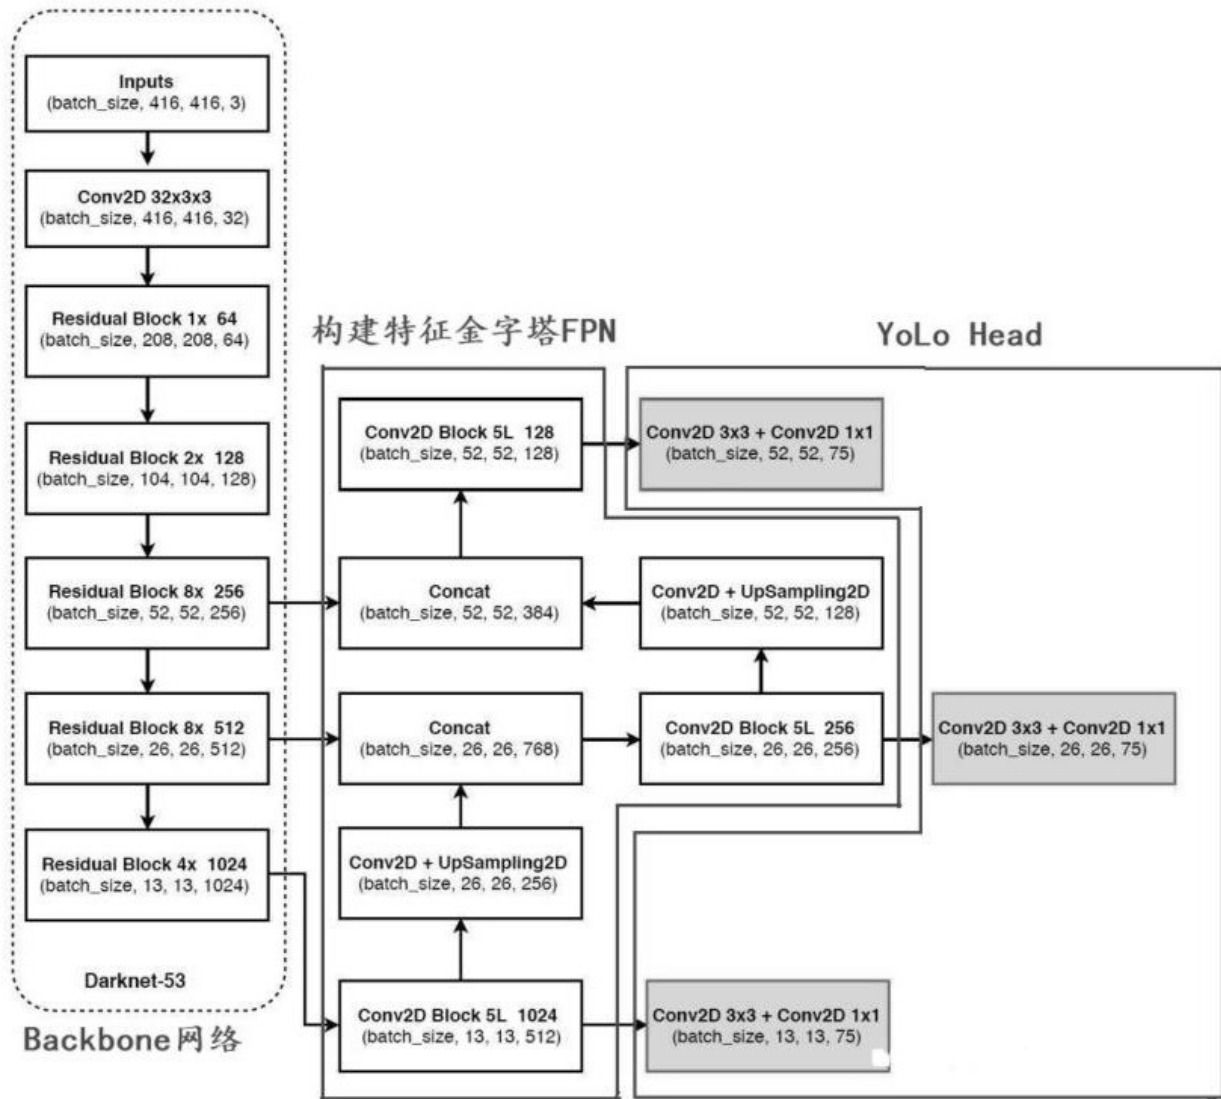 Inputs
(batch_size, 416, 416, 3)
Conv2D 32x3x3
(batch_size, 416, 416, 32)
Residual Block 1x 64
(batch_size, 208, 208, 64)
Residual Block 2x 128
(batch_size, 104, 104, 128)
Residual Block 8x 256
(batch_size, 52, 52, 256)
Residual Block 8x 512
(batch_size, 26, 26, 512)
Residual Block 4x 1024
(batch_size, 13, 13, 1024)
Darknet-53
Backbone网络
构建特征金字塔FPN
Conv2D Block 5L 128
(batch_size, 52, 52, 128)
Concat
(batch_size, 52, 52, 384)
Conv2D + UpSampling2D
(batch_size, 52, 52, 128)
Concat
(batch_size, 26, 26, 768)
Conv2D Block 5L 256
(batch_size, 26, 26, 256)
Conv2D + UpSampling2D
(batch_size, 26, 26, 256)
Conv2D Block 5L 1024
(batch_size, 13, 13, 512)
YoLo Head
Conv2D 3x3 + Conv2D 1x1
(batch_size, 52, 52, 75)
Conv2D 3x3 + Conv2D 1x1
(batch_size, 26, 26, 75)
Conv2D 3x3 + Conv2D 1x1
(batch_size, 13, 13, 75)